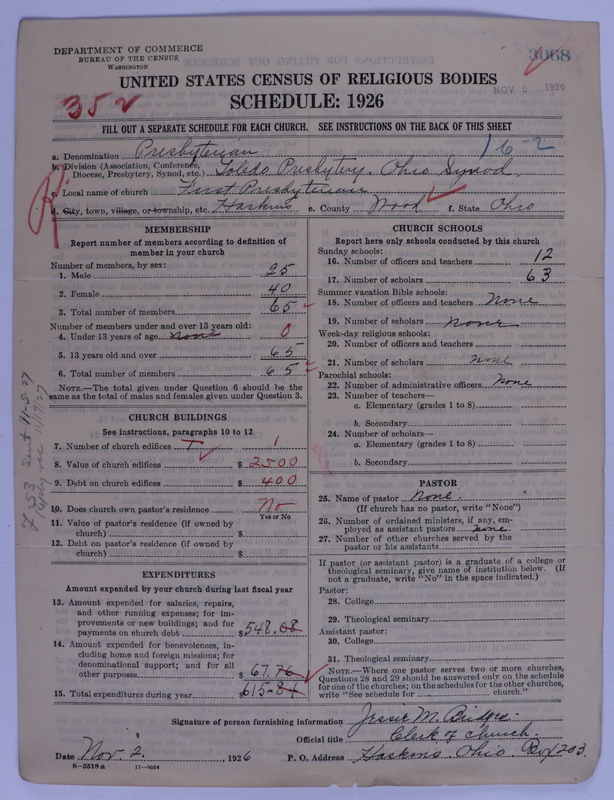 DEPARTMENT OF COMMERCE
BUREAU OF THE CENSUS
WASHINGTON
3068
NOV 5 1926
UNITED STATES CENSUS OF RELIGIOUS BODIES
SCHEDULE: 1926
35
FILL OUT A SEPARATE SCHEDULE FOR EACH CHURCH. SEE INSTRUCTIONS ON THE BACK OF THIS SHEET
16-2
a. Denomination Presbyterian
b. Division (Association, Conference, Diocese, Presbytery, Synod, etc.) Toledo Presbytery, Ohio Synod
c. Local name of church First Presbyterian
d. City, town, village, or township, etc. Haskins e. County Wood f. State Ohio
MEMBERSHIP
Report number of members according to definition of
member in your church
Number of members, by sex:
1. Male 25
2. Female 40
3. Total number of members 65
Number of members under and over 13 years old:
4. Under 13 years of age none 0
5. 13 years old and over 65
6. Total number of members 65
NOTE.—The total given under Question 6 should be the
same as the total of males and females given under Question 3.
CHURCH BUILDINGS
See instructions, paragraphs 10 to 12
7. Number of church edifices 1
8. Value of church edifices $ 2500
9. Debt on church edifices $ 400
10. Does church own pastor's residence No
Yes or No
11. Value of pastor's residence (if owned by
church) $
12. Debt on pastor's residence (if owned by
church) $
EXPENDITURES
Amount expended by your church during last fiscal year
13. Amount expended for salaries, repairs,
and other running expenses; for im-
provements or new buildings; and for
payments on church debt $548.08
14. Amount expended for benevolences, in-
cluding home and foreign missions; for
denominational support; and for all
other purposes $ 67.76
15. Total expenditures during year $615.84
CHURCH SCHOOLS
Report here only schools conducted by this church
Sunday schools:
16. Number of officers and teachers 12
17. Number of scholars 63
Summer vacation Bible schools:
18. Number of officers and teachers None
19. Number of scholars none
Week-day religious schools:
20. Number of officers and teachers
21. Number of scholars none
Parochial schools:
22. Number of administrative officers None
23. Number of teachers—
a. Elementary (grades 1 to 8)
b. Secondary
24. Number of scholars—
a. Elementary (grades 1 to 8)
b. Secondary
PASTOR
25. Name of pastor None.
(If church has no pastor, write "None")
26. Number of ordained ministers, if any, em-
ployed as assistant pastors none
27. Number of other churches served by the
pastor or his assistants
If pastor (or assistant pastor) is a graduate of a college or
theological seminary, give name of institution below. (If
not a graduate, write "No" in the space indicated.)
Pastor:
28. College
29. Theological seminary
Assistant pastor:
30. College
31. Theological seminary
NOTE.—Where one pastor serves two or more churches,
Questions 28 and 29 should be answered only on the schedule
for one of the churches; on the schedules for the other churches,
write "See schedule for church."
Signature of person furnishing information Jessie M. Bridge
Official title Clerk of church.
Date Nov. 2, 1926 P. O. Address Haskins Ohio Box 203
8-5518a 11-9054